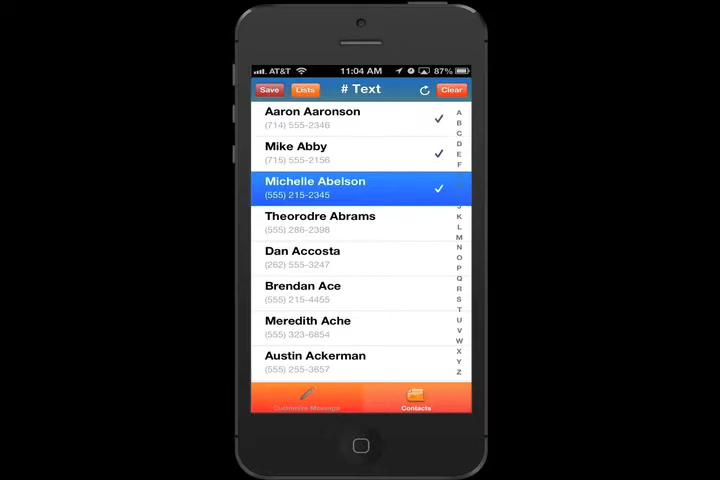 AT&T 11:04 AM 87%
Save Lists # Text Clear
Aaron Aaronson
(714) 555-2346
Mike Abby
(715) 555-2156
Michelle Abelson
(555) 215-2345
Theorodre Abrams
(555) 286-2398
Dan Accosta
(262) 555-3247
Brendan Ace
(555) 215-4455
Meredith Ache
(555) 323-6854
Austin Ackerman
(555) 255-3657
A
B
C
D
E
F
J
K
L
M
N
O
P
Q
R
S
T
U
V
W
X
Y
Z
Customize Message Contacts